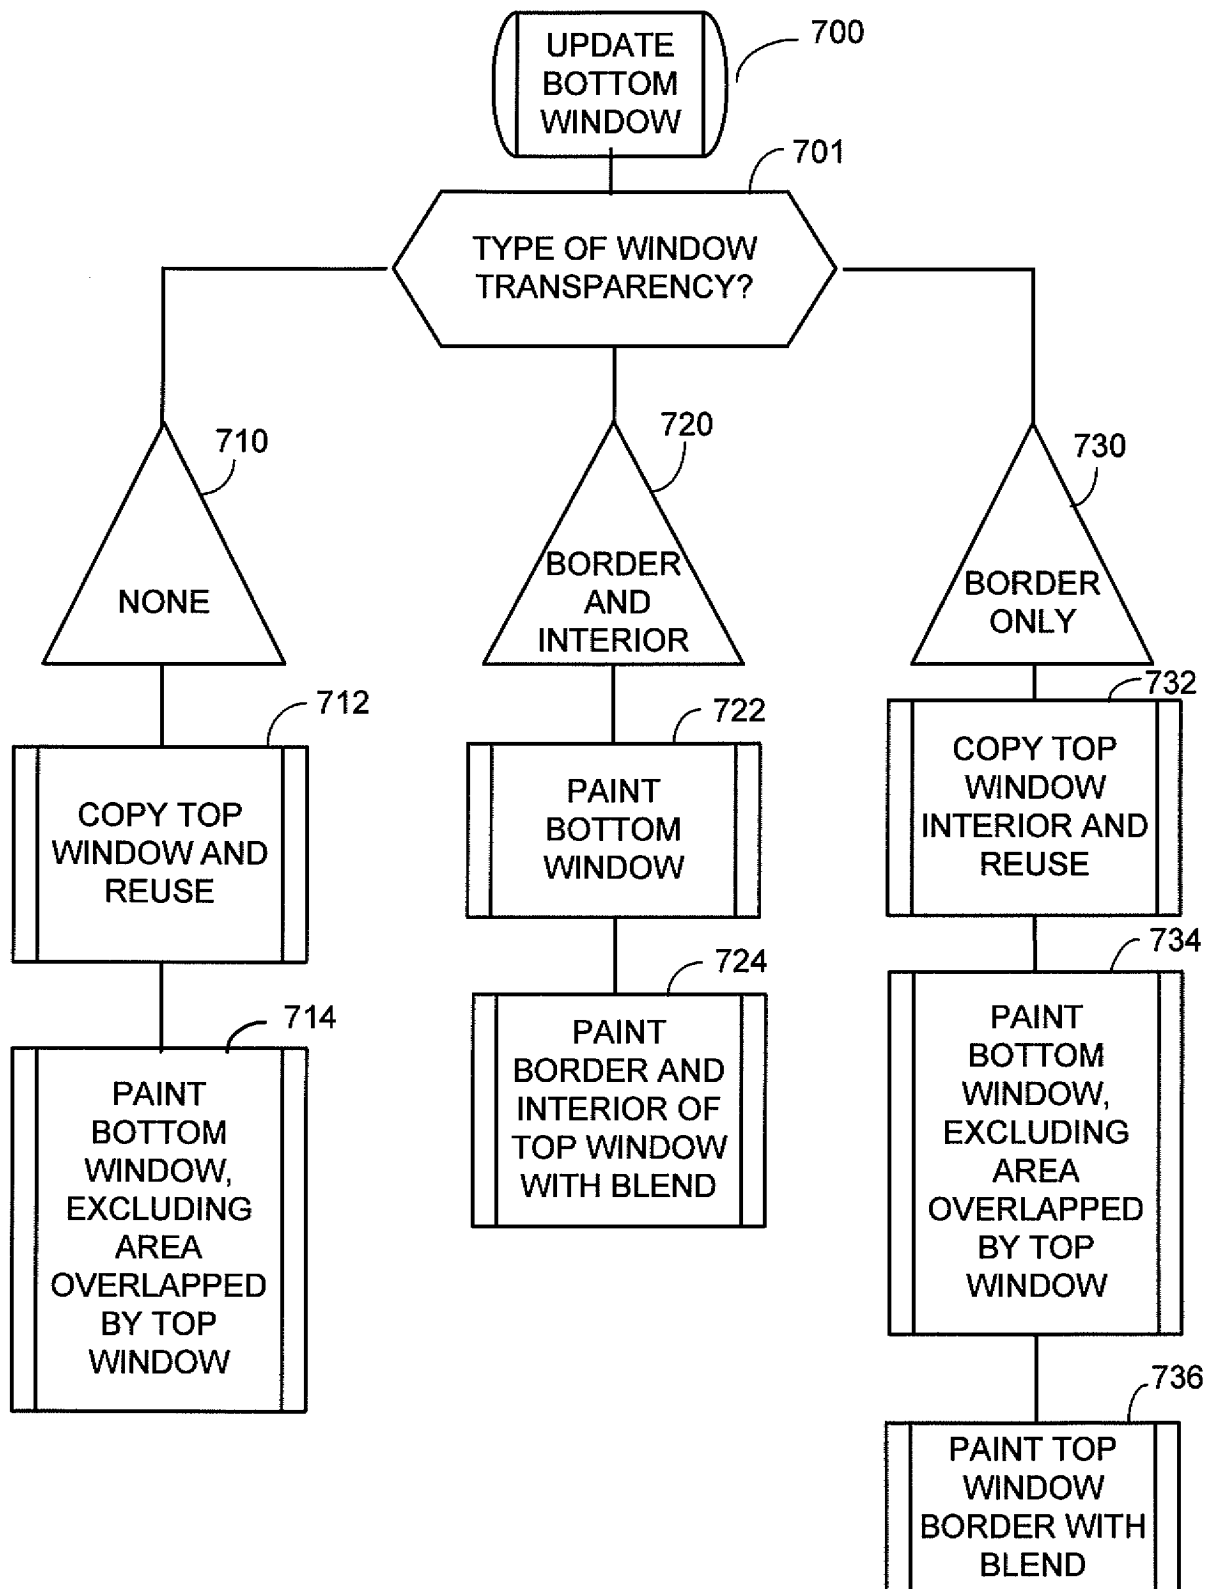 UPDATE
BOTTOM
WINDOW
700
701
TYPE OF WINDOW
TRANSPARENCY?
710
NONE
712
COPY TOP
WINDOW AND
REUSE
714
PAINT
BOTTOM
WINDOW,
EXCLUDING
AREA
OVERLAPPED
BY TOP
WINDOW
720
BORDER
AND
INTERIOR
722
PAINT
BOTTOM
WINDOW
724
PAINT
BORDER AND
INTERIOR OF
TOP WINDOW
WITH BLEND
730
BORDER
ONLY
732
COPY TOP
WINDOW
INTERIOR AND
REUSE
734
PAINT
BOTTOM
WINDOW,
EXCLUDING
AREA
OVERLAPPED
BY TOP
WINDOW
736
PAINT TOP
WINDOW
BORDER WITH
BLEND